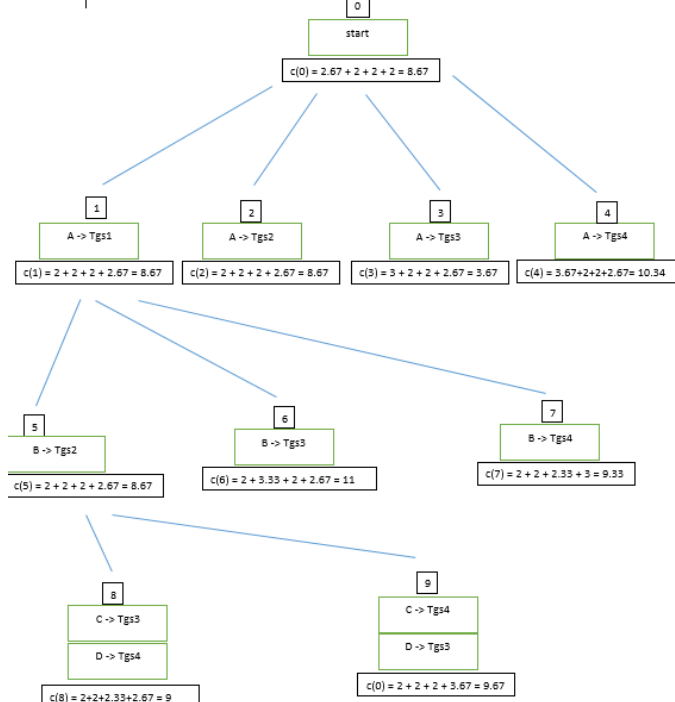 0
start
c(0) = 2.67 + 2 + 2 + 2 = 8.67
1
2
3
4
A -> Tgs1
A -> Tgs2
A -> Tgs3
A -> Tgs4
c(1) = 2 + 2 + 2 + 2.67 = 8.67
c(2) = 2 + 2 + 2 + 2.67 = 8.67
c(3) = 3 + 2 + 2 + 2.67 = 3.67
c(4) = 3.67+2+2+2.67= 10.34
5
6
7
B -> Tgs2
B -> Tgs3
B -> Tgs4
c(5) = 2 + 2 + 2 + 2.67 = 8.67
c(6) = 2 + 3.33 + 2 + 2.67 = 11
c(7) = 2 + 2 + 2.33 + 3 = 9.33
8
9
C -> Tgs3
C -> Tgs4
D -> Tgs4
D -> Tgs3
c(8) = 2+2+2.33+2.67 = 9
c(0) = 2 + 2 + 2 + 3.67 = 9.67